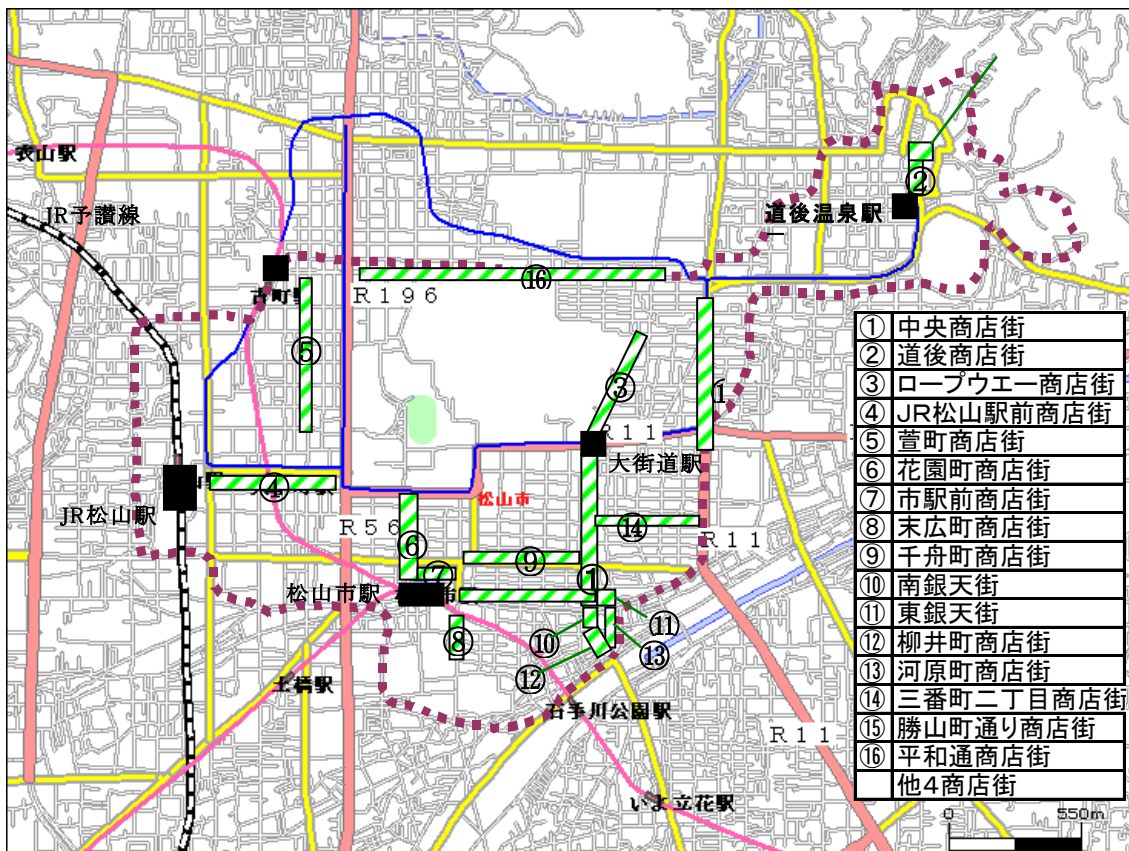 衣山駅
JR予讃線
道後温泉駅
②
⑯
R196
⑤
③
①
R11
大街道駅
④
JR松山駅
松山市
R56
⑥
⑭
R11
⑨
⑦
松山市駅
①
⑪
⑩
⑧
⑬
⑫
土橋駅
石手川公園駅
R11
いよ立花駅
① 中央商店街
② 道後商店街
③ ロープウエー商店街
④ JR松山駅前商店街
⑤ 萱町商店街
⑥ 花園町商店街
⑦ 市駅前商店街
⑧ 末広町商店街
⑨ 千舟町商店街
⑩ 南銀天街
⑪ 東銀天街
⑫ 柳井町商店街
⑬ 河原町商店街
⑭ 三番町二丁目商店街
⑮ 勝山町通り商店街
⑯ 平和通商店街
他4商店街
0 550m